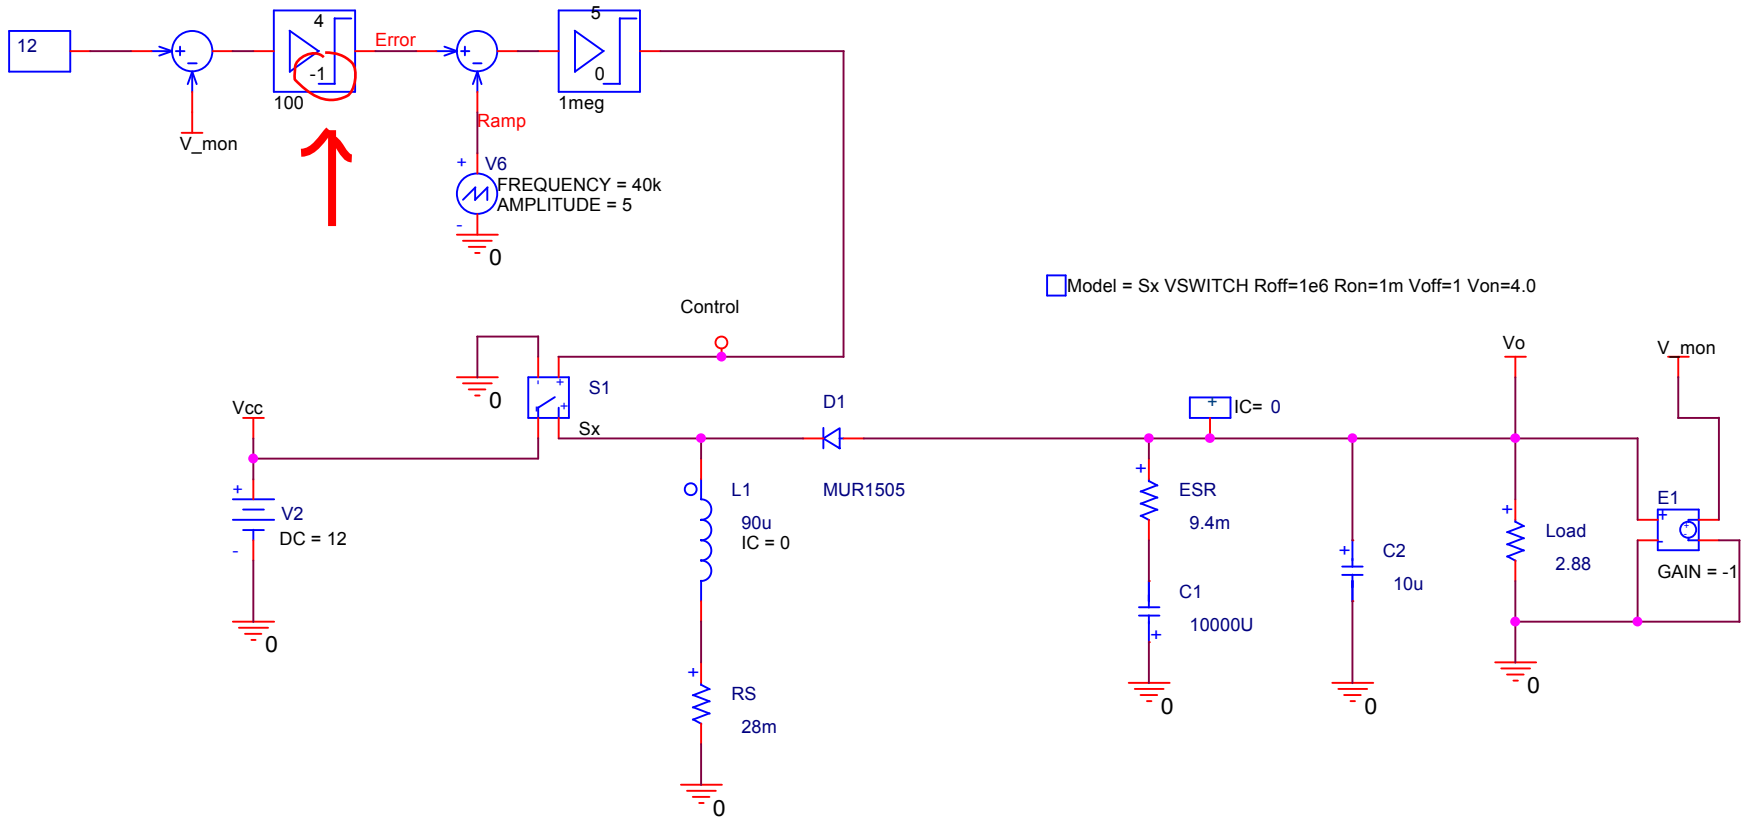 12
4
-1
100
Error
5
0
1meg
V_mon
Ramp
V6
FREQUENCY = 40k
AMPLITUDE = 5
0
Model = Sx VSWITCH Roff=1e6 Ron=1m Voff=1 Von=4.0
Control
0
S1
Sx
Vcc
V2
DC = 12
0
D1
MUR1505
L1
90u
IC = 0
RS
28m
0
IC= 0
ESR
9.4m
C1
10000U
0
C2
10u
0
Vo
Load
2.88
0
V_mon
E1
GAIN = -1